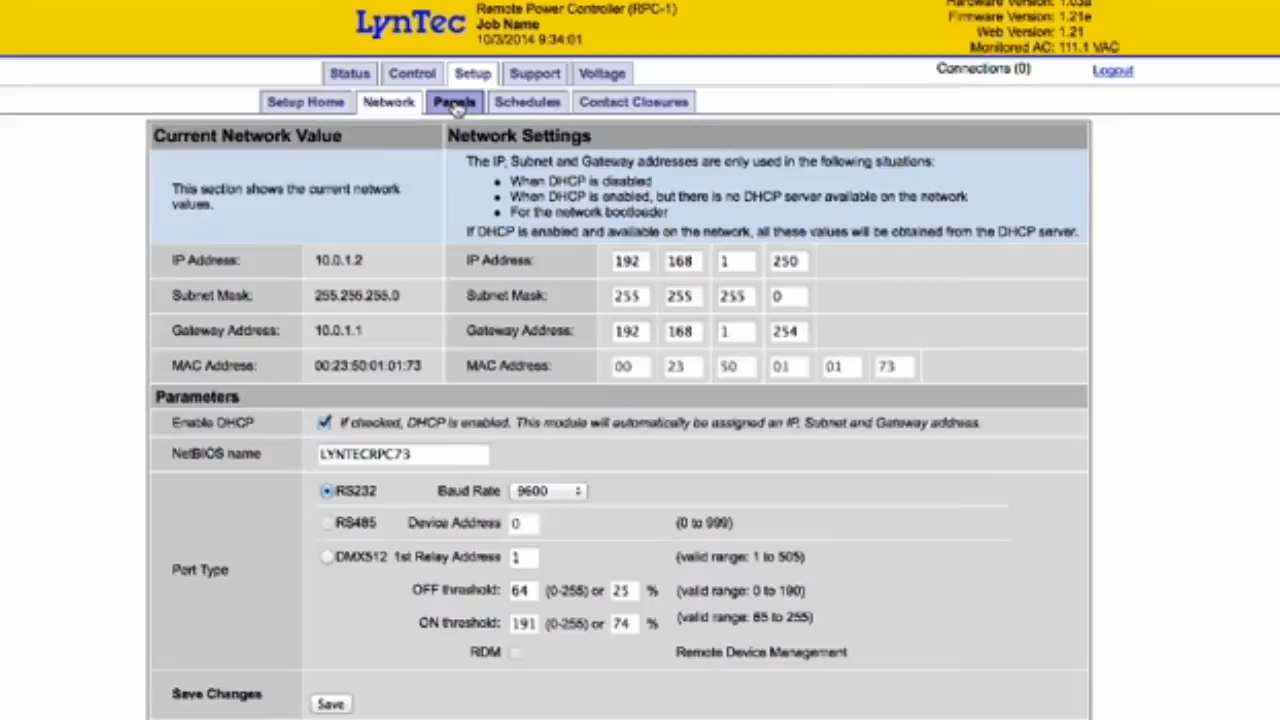 LynTec
Remote Power Controller (RPC-1)
Job Name
10/3/2014 9:34:01
Firmware Version: 1.21e
Web Version: 1.21
Monitored AC: 111.1 VAC
Status Control Setup Support Voltage
Connections (0) Logout
Setup Home Network Panels Schedules Contact Closures
Current Network Value Network Settings
This section shows the current network
values.
The IP, Subnet and Gateway addresses are only used in the following situations:
• When DHCP is disabled
• When DHCP is enabled, but there is no DHCP server available on the network
• For the network bootloader
If DHCP is enabled and available on the network, all these values will be obtained from the DHCP server.
IP Address: 10.0.1.2 IP Address: 192 168 1 250
Subnet Mask: 255.255.255.0 Subnet Mask: 255 255 255 0
Gateway Address: 10.0.1.1 Gateway Address: 192 168 1 254
MAC Address: 00:23:50:01:01:73 MAC Address: 00 23 50 01 01 73
Parameters
Enable DHCP If checked, DHCP is enabled. This module will automatically be assigned an IP, Subnet and Gateway address.
NetBIOS name LYNTECRPC73
Port Type
RS232 Baud Rate 9600
RS485 Device Address 0 (0 to 999)
DMX512 1st Relay Address 1 (valid range: 1 to 505)
OFF threshold: 64 (0-255) or 25 % (valid range: 0 to 190)
ON threshold: 191 (0-255) or 74 % (valid range: 65 to 255)
RDM Remote Device Management
Save Changes Save